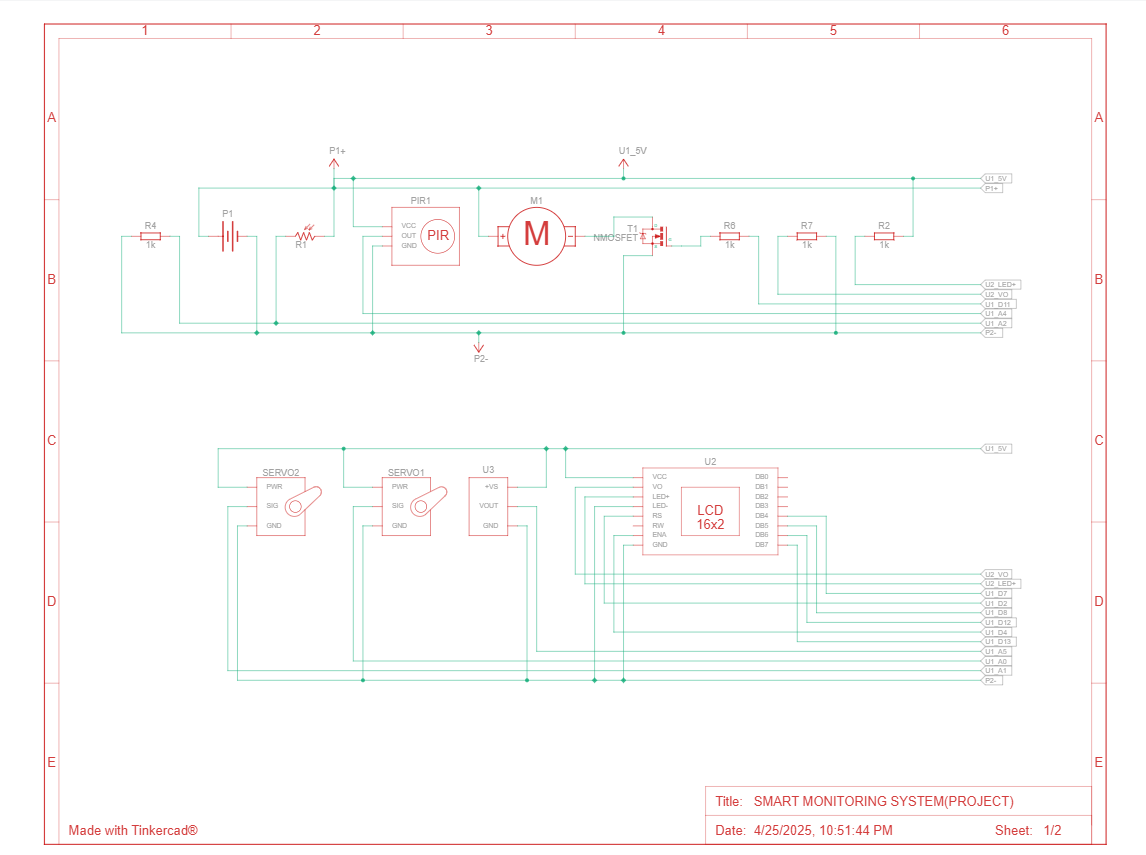 1 2 3 4 5 6
A A
P1+ U1_5V
U1_5V
P1+
PIR1 M1
R4 P1 VCC T1 R6 R7 R2
OUT PIR + M - NMOSFET
1k R1 GND 1k 1k 1k
B B
U2_LED+
U2_VO
U1_D11
U1_A4
U1_A2
P2-
P2-
C C
U1_5V
SERVO2 SERVO1 U3 U2
PWR PWR +VS VCC DB0
VO DB1
LED+ DB2
SIG SIG VOUT LED- LCD DB3
RS 16x2 DB4
GND GND GND RW DB5
ENA DB6
GND DB7
U2_VO
U2_LED+
U1_D7
D D
U1_D2
U1_D8
U1_D12
U1_D4
U1_D13
U1_A5
U1_A0
U1_A1
P2-
E E
Title: SMART MONITORING SYSTEM(PROJECT)
Made with Tinkercad® Date: 4/25/2025, 10:51:44 PM Sheet: 1/2